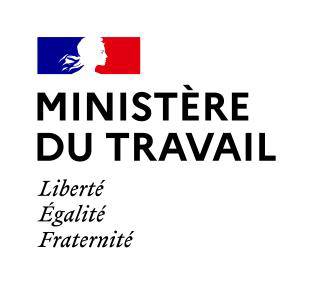 MINISTÈRE
DU TRAVAIL
Liberté
Égalité
Fraternité